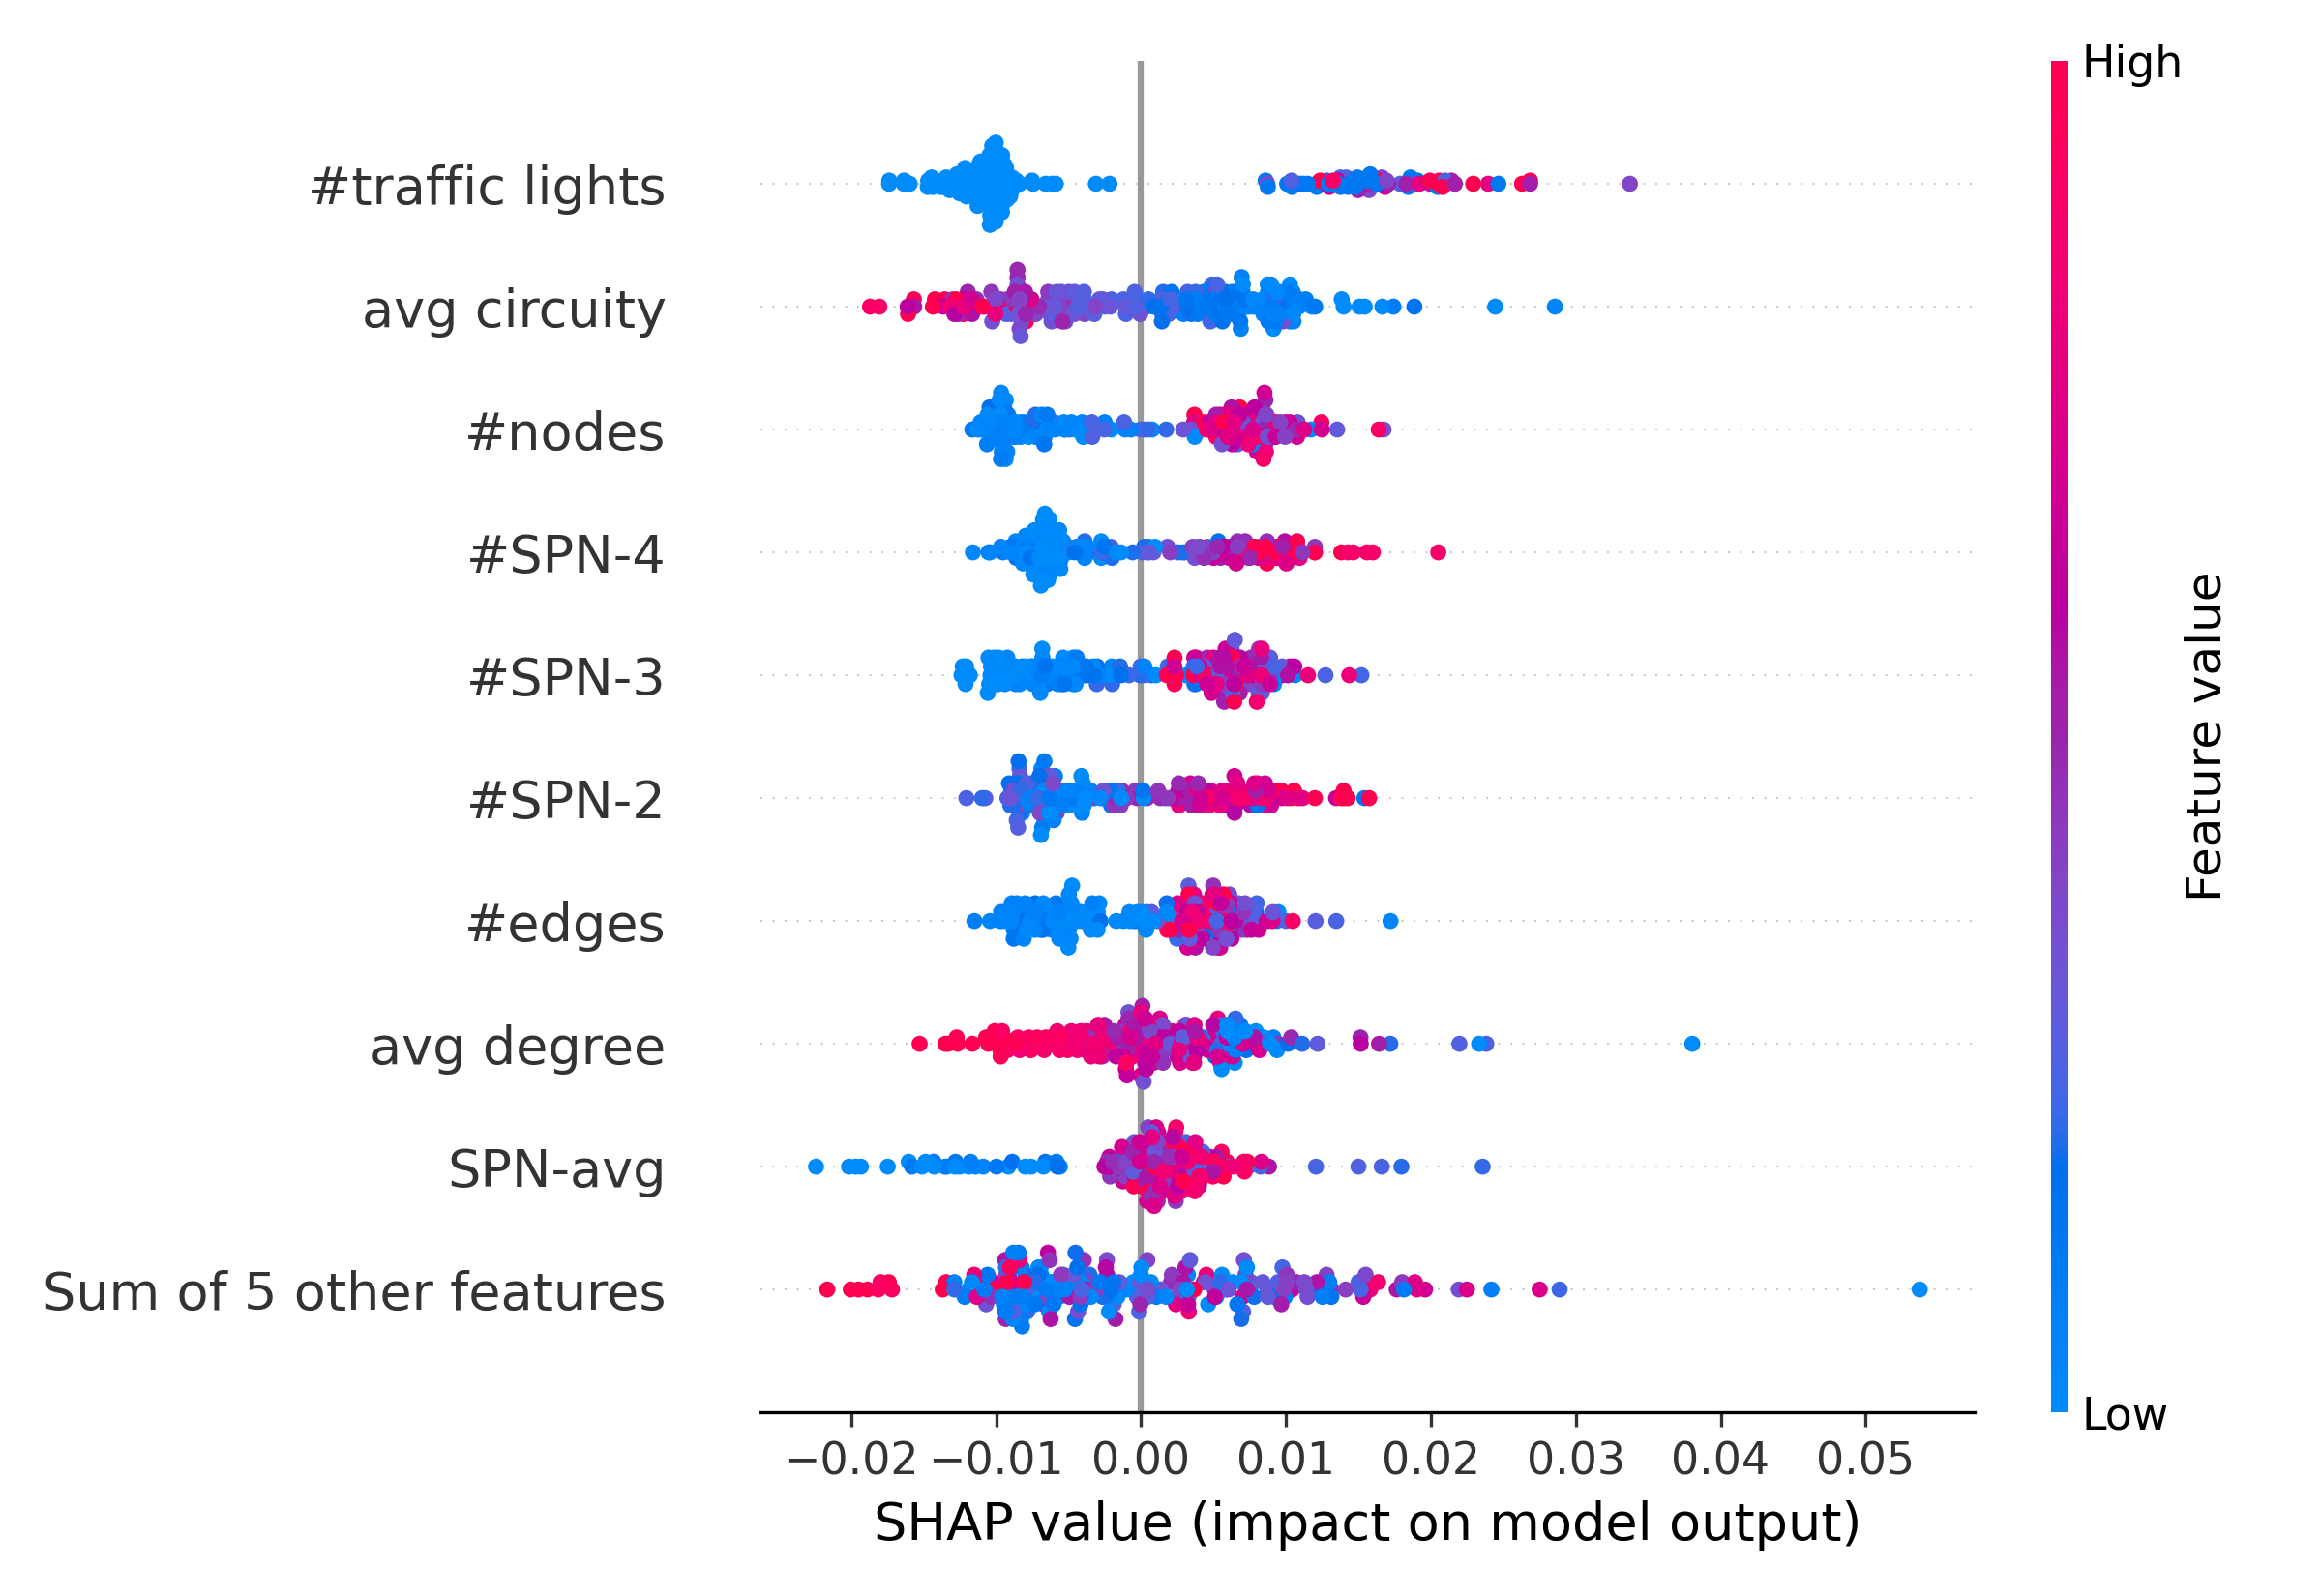 High
#traffic lights
avg circuity
#nodes
#SPN-4
#SPN-3
#SPN-2
#edges
avg degree
SPN-avg
Sum of 5 other features
Feature value
Low
−0.02 −0.01 0.00 0.01 0.02 0.03 0.04 0.05
SHAP value (impact on model output)